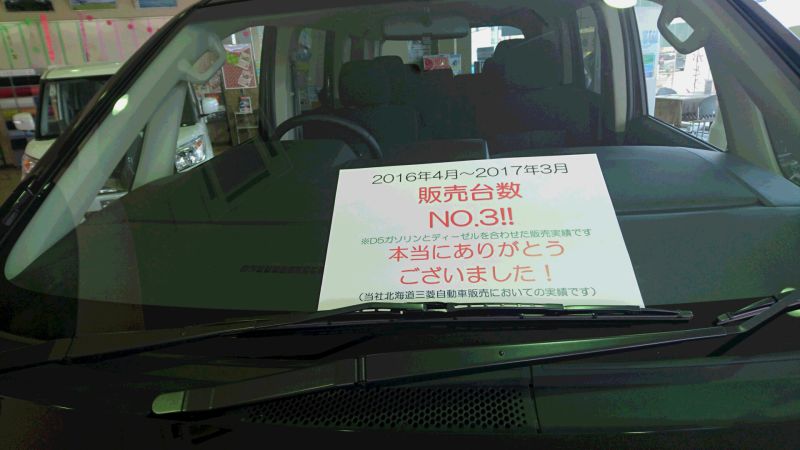 2016年4月～2017年3月
販売台数
NO.3!!
※D5ガソリンとディーゼルを合わせた販売実績です
本当にありがとう
ございました！
（当社北海道三菱自動車販売においての実績です）